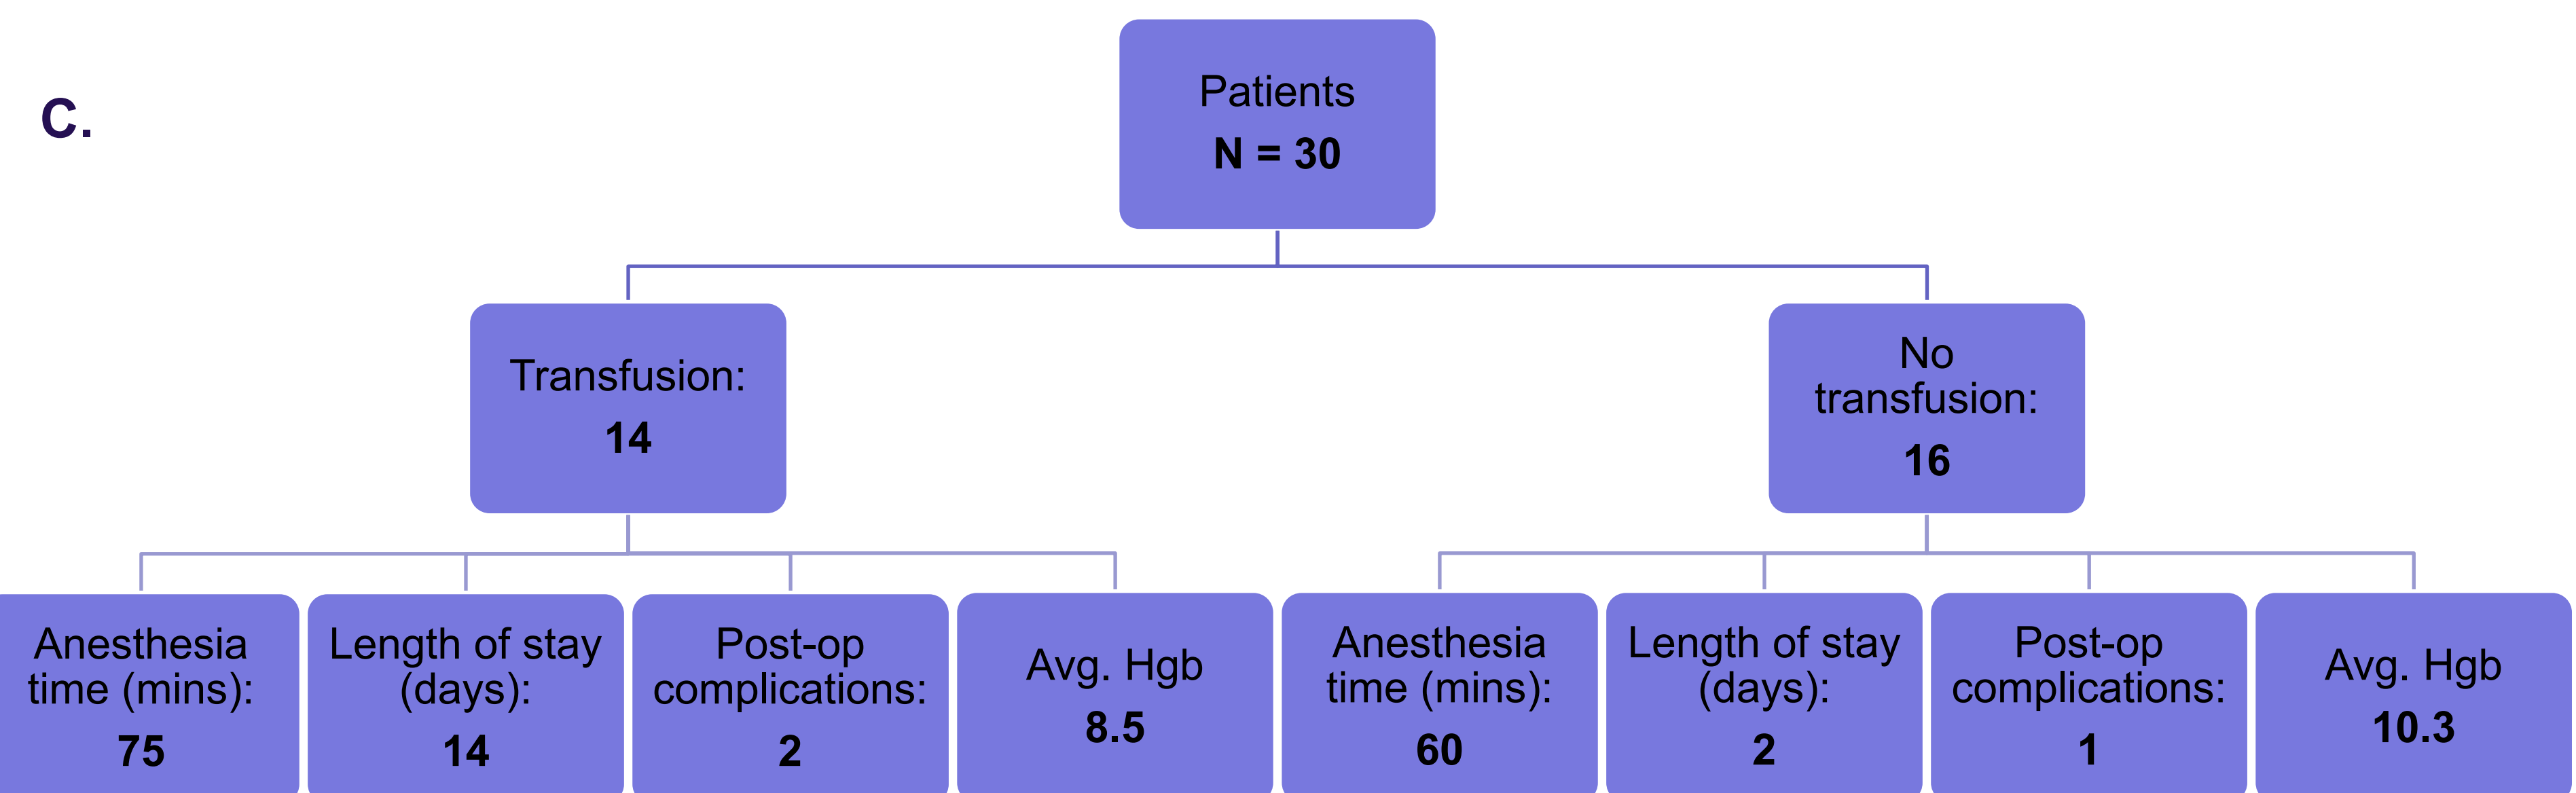 C.
Patients
N = 30
Transfusion:
14
No
transfusion:
16
Anesthesia
time (mins):
75
Length of stay
(days):
14
Post-op
complications:
2
Avg. Hgb
8.5
Anesthesia
time (mins):
60
Length of stay
(days):
2
Post-op
complications:
1
Avg. Hgb
10.3